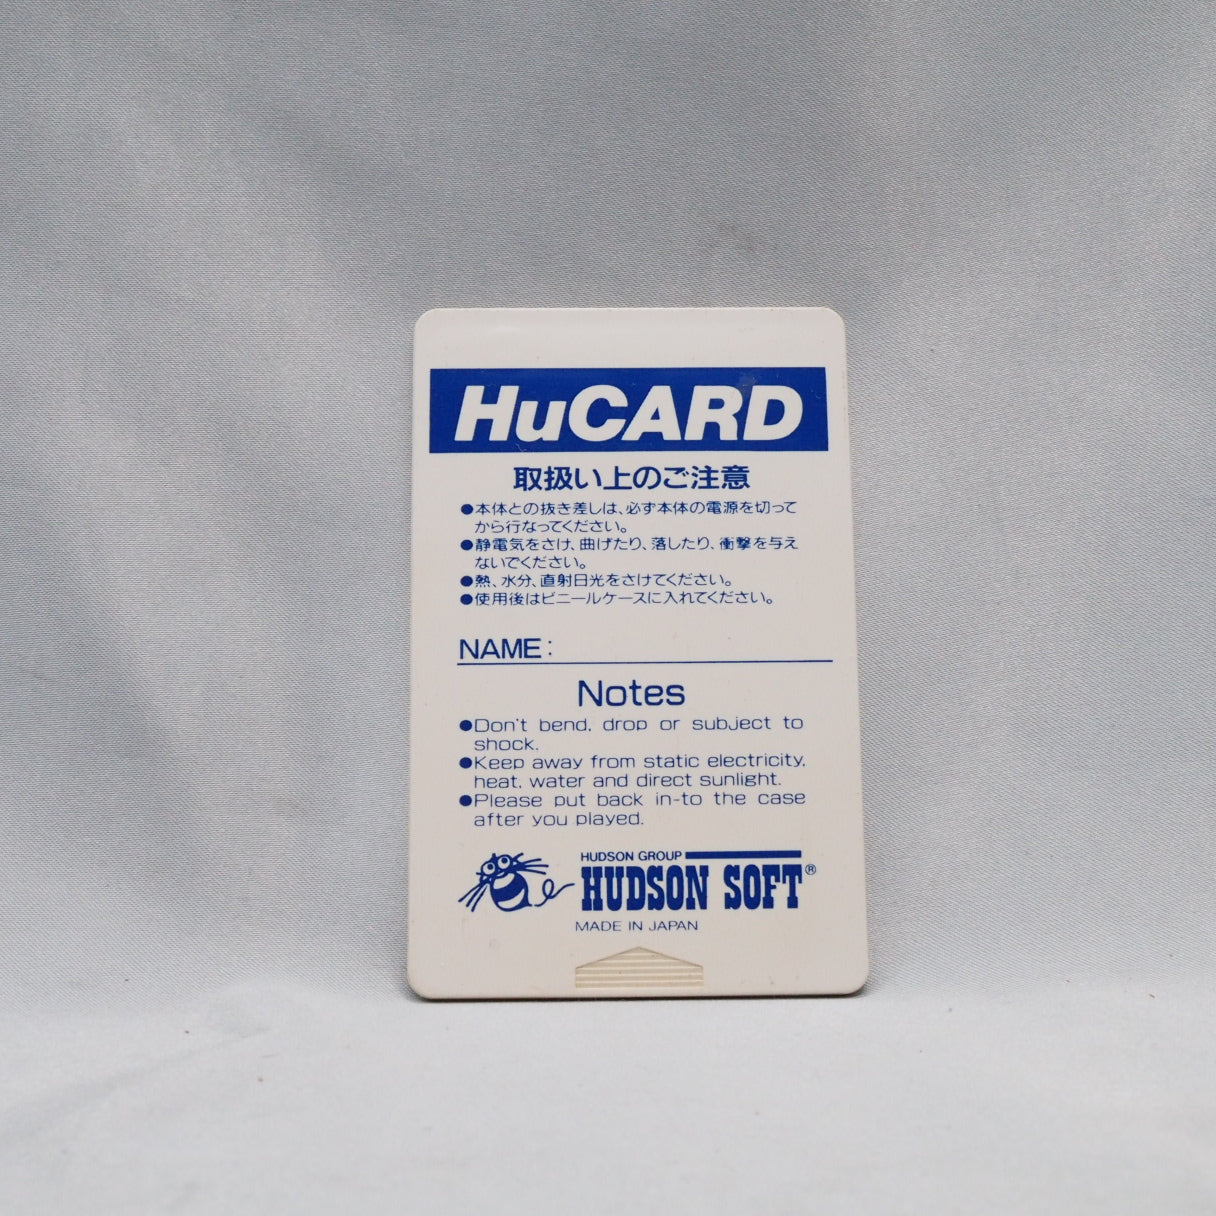 HuCARD
取扱い上のご注意
●本体との抜き差しは、必ず本体の電源を切って
から行なってください。
●静電気をさけ、曲げたり、落したり、衝撃を与え
ないでください。
●熱、水分、直射日光をさけてください。
●使用後はビニールケースに入れてください。
NAME:
Notes
●Don't bend, drop or subject to
shock.
●Keep away from static electricity,
heat, water and direct sunlight.
●Please put back in-to the case
after you played.
HUDSON GROUP
HUDSON SOFT®
MADE IN JAPAN